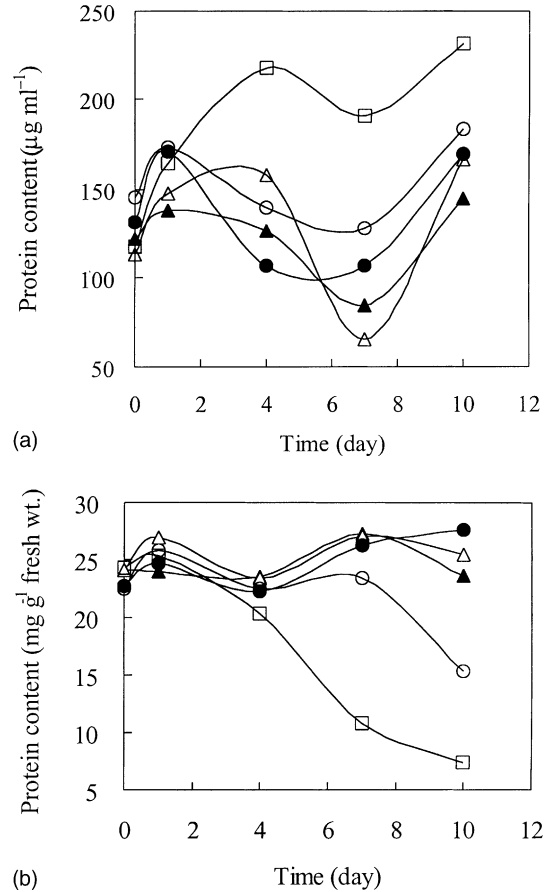 250
200
150
100
50
Protein content(µg ml⁻¹)
0 2 4 6 8 10 12
(a)
Time (day)
30
25
20
15
10
5
Protein content (mg g¹ fresh wt.)
0 2 4 6 8 10 12
(b)
Time (day)